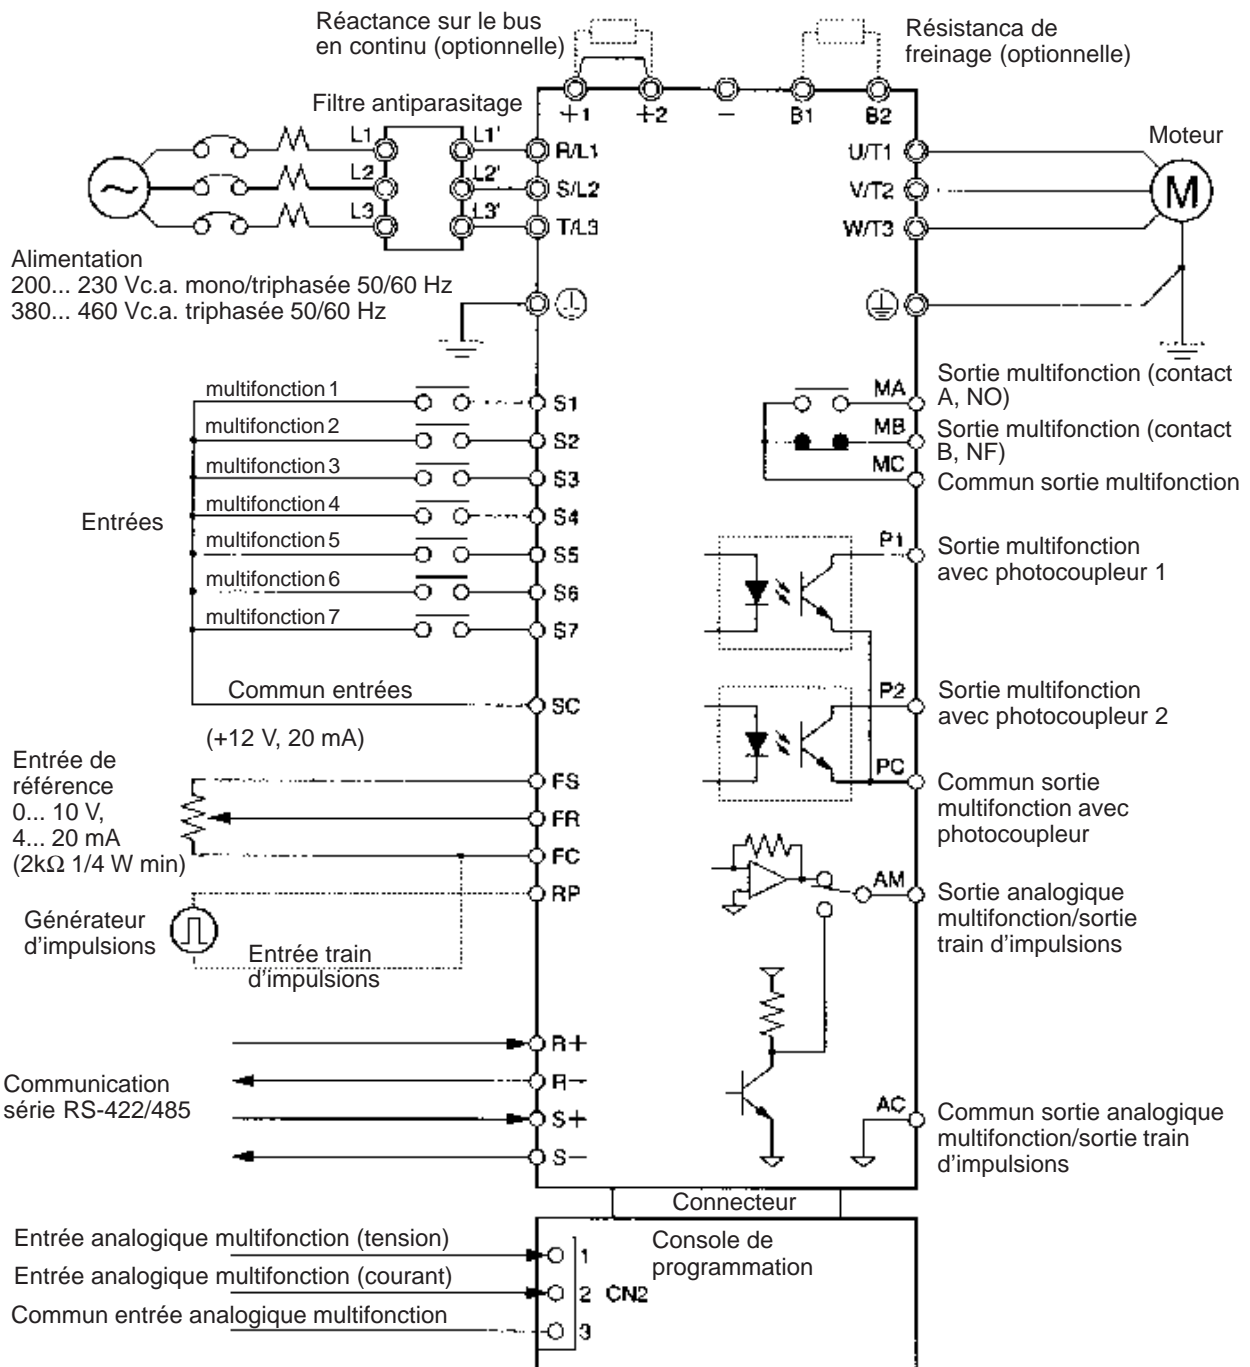 Réactance sur le bus
en continu (optionnelle)
Résistanca de
freinage (optionnelle)
Filtre antiparasitage
+1 +2 − B1 B2
Moteur
L1 L1' R/L1 U/T1
L2 L2' S/L2 V/T2
M
L3 L3' T/L3 W/T3
Alimentation
200... 230 Vc.a. mono/triphasée 50/60 Hz
380... 460 Vc.a. triphasée 50/60 Hz
Entrées
multifonction 1 S1
multifonction 2 S2
multifonction 3 S3
multifonction 4 S4
multifonction 5 S5
multifonction 6 S6
multifonction 7 S7
Commun entrées SC
(+12 V, 20 mA)
Entrée de
référence
0... 10 V,
4... 20 mA
(2kΩ 1/4 W min)
FS
FR
FC
RP
Générateur
d'impulsions
Entrée train
d'impulsions
Communication
série RS-422/485
R+
R−
S+
S−
MA
Sortie multifonction (contact
A, NO)
MB
Sortie multifonction (contact
B, NF)
MC
Commun sortie multifonction
P1
Sortie multifonction
avec photocoupleur 1
P2
Sortie multifonction
avec photocoupleur 2
PC
Commun sortie
multifonction avec
photocoupleur
AM
Sortie analogique
multifonction/sortie
train d'impulsions
AC
Commun sortie analogique
multifonction/sortie train
d'impulsions
Connecteur
Console de
programmation
Entrée analogique multifonction (tension) 1
Entrée analogique multifonction (courant) 2 CN2
Commun entrée analogique multifonction 3